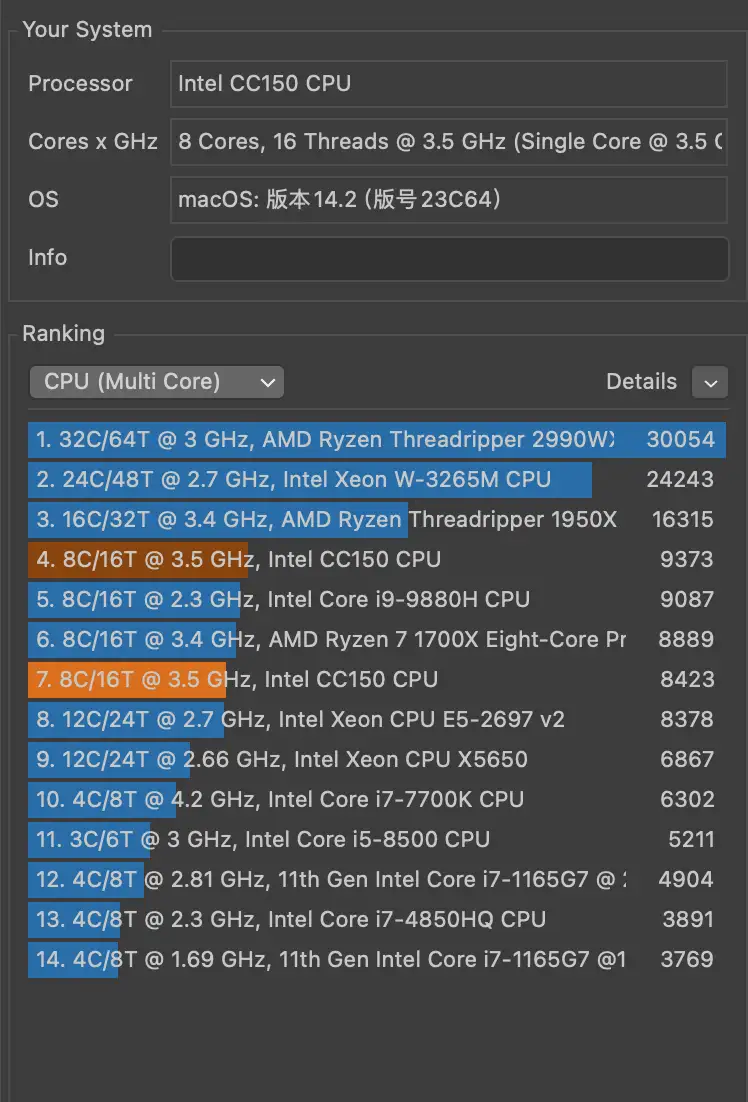 Your System
Processor Intel CC150 CPU
Cores x GHz 8 Cores, 16 Threads @ 3.5 GHz (Single Core @ 3.5
OS macOS: 版本14.2 (版号23C64)
Info
Ranking
CPU (Multi Core) Details
1. 32C/64T @ 3 GHz, AMD Ryzen Threadripper 2990WX 30054
2. 24C/48T @ 2.7 GHz, Intel Xeon W-3265M CPU 24243
3. 16C/32T @ 3.4 GHz, AMD Ryzen Threadripper 1950X 16315
4. 8C/16T @ 3.5 GHz, Intel CC150 CPU 9373
5. 8C/16T @ 2.3 GHz, Intel Core i9-9880H CPU 9087
6. 8C/16T @ 3.4 GHz, AMD Ryzen 7 1700X Eight-Core Pr 8889
7. 8C/16T @ 3.5 GHz, Intel CC150 CPU 8423
8. 12C/24T @ 2.7 GHz, Intel Xeon CPU E5-2697 v2 8378
9. 12C/24T @ 2.66 GHz, Intel Xeon CPU X5650 6867
10. 4C/8T @ 4.2 GHz, Intel Core i7-7700K CPU 6302
11. 3C/6T @ 3 GHz, Intel Core i5-8500 CPU 5211
12. 4C/8T @ 2.81 GHz, 11th Gen Intel Core i7-1165G7 @ 4904
13. 4C/8T @ 2.3 GHz, Intel Core i7-4850HQ CPU 3891
14. 4C/8T @ 1.69 GHz, 11th Gen Intel Core i7-1165G7 @1 3769